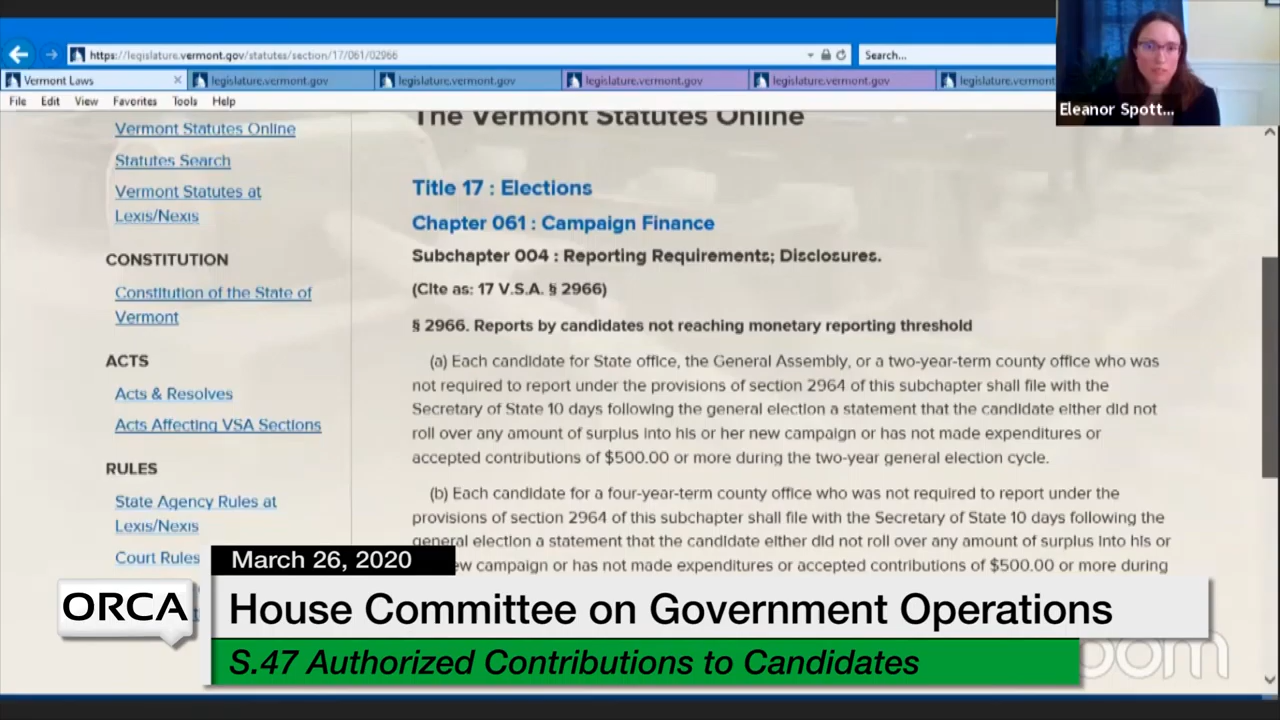 https://legislature.vermont.gov/statutes/section/17/061/02966
Search...
Vermont Laws
legislature.vermont.gov
legislature.vermont.gov
legislature.vermont.gov
legislature.vermont.gov
legislature.vermont
File Edit View Favorites Tools Help
Eleanor Spott...
Vermont Statutes Online
Statutes Search
Vermont Statutes at
Lexis/Nexis
CONSTITUTION
Constitution of the State of
Vermont
ACTS
Acts & Resolves
Acts Affecting VSA Sections
RULES
State Agency Rules at
Lexis/Nexis
Court Rules
The Vermont Statutes Online
Title 17 : Elections
Chapter 061 : Campaign Finance
Subchapter 004 : Reporting Requirements; Disclosures.
(Cite as: 17 V.S.A. § 2966)
§ 2966. Reports by candidates not reaching monetary reporting threshold
(a) Each candidate for State office, the General Assembly, or a two-year-term county office who was
not required to report under the provisions of section 2964 of this subchapter shall file with the
Secretary of State 10 days following the general election a statement that the candidate either did not
roll over any amount of surplus into his or her new campaign or has not made expenditures or
accepted contributions of $500.00 or more during the two-year general election cycle.
(b) Each candidate for a four-year-term county office who was not required to report under the
provisions of section 2964 of this subchapter shall file with the Secretary of State 10 days following the
general election a statement that the candidate either did not roll over any amount of surplus into his or
ew campaign or has not made expenditures or accepted contributions of $500.00 or more during
March 26, 2020
ORCA
House Committee on Government Operations
S.47 Authorized Contributions to Candidates
oom